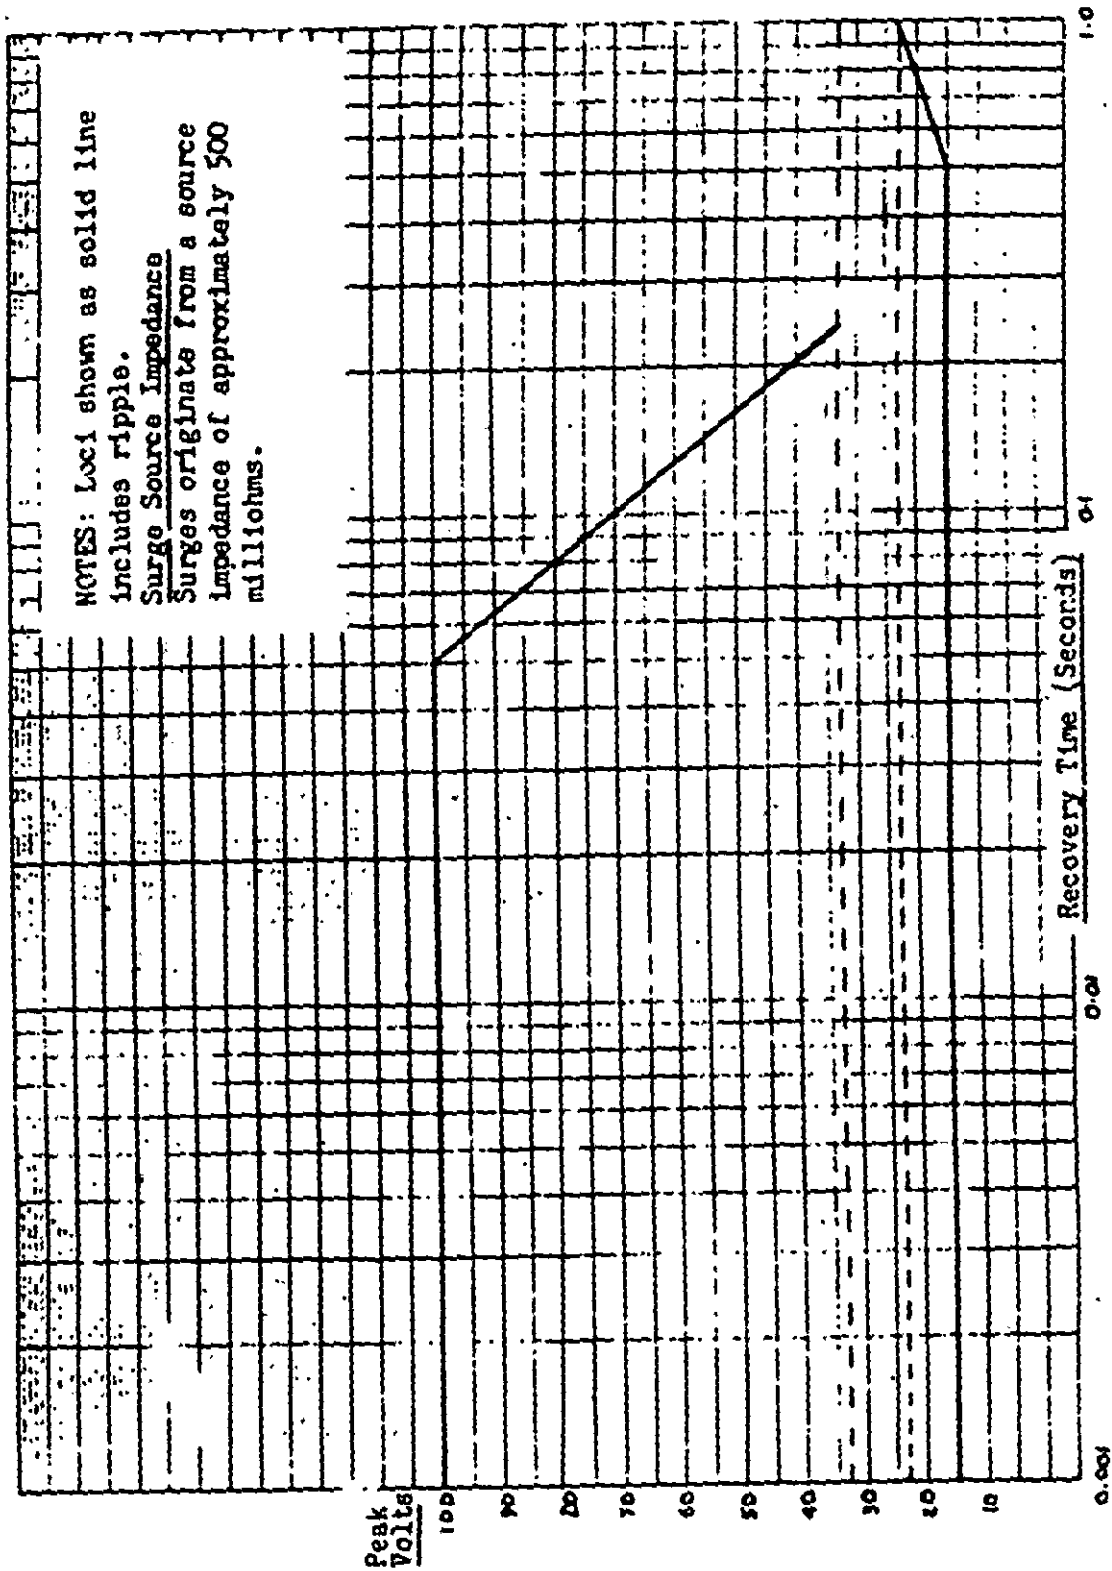 NOTES: Loci shown as solid line
includes ripple.
Surge Source Impedance
Surges originate from a source
impedance of approximately 500
milliohms.
Peak
Volts
100
90
80
70
60
50
40
30
20
10
0.001
0.01
0.1
1.0
Recovery Time (Seconds)